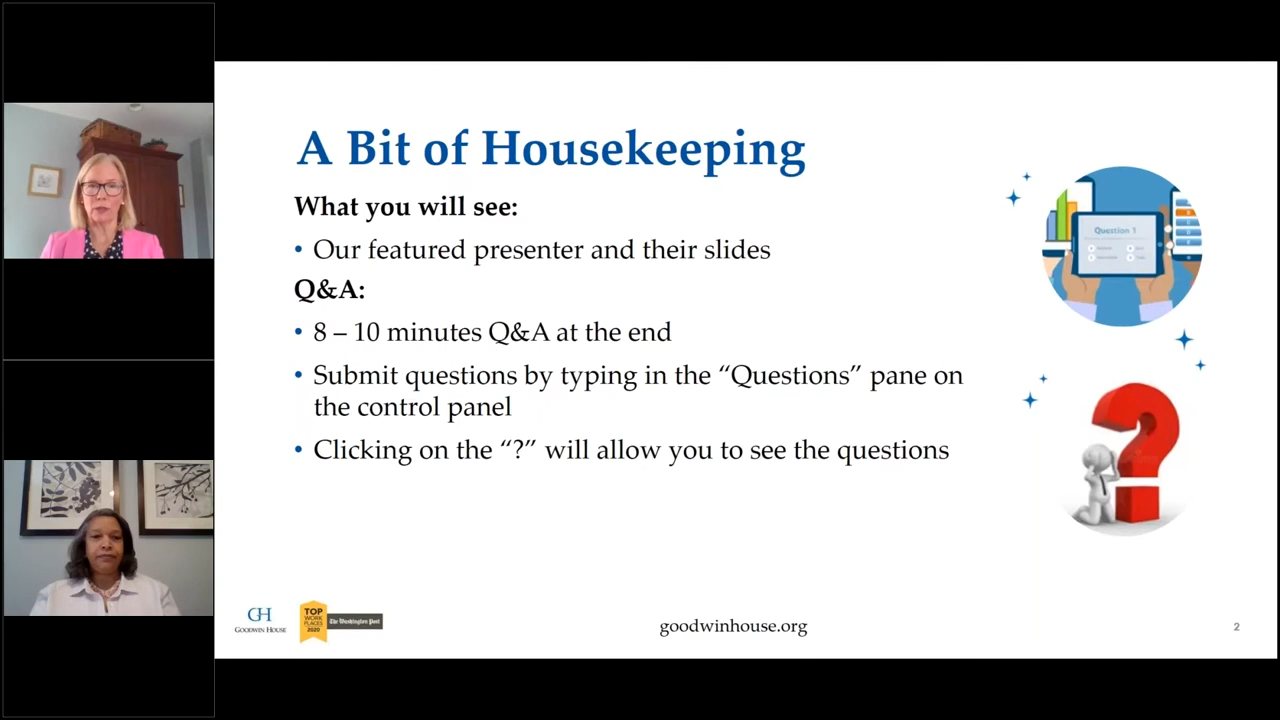 A Bit of Housekeeping
What you will see:
• Our featured presenter and their slides
Q&A:
• 8 – 10 minutes Q&A at the end
• Submit questions by typing in the “Questions” pane on
the control panel
• Clicking on the “?” will allow you to see the questions
Question 1
GH
GOODWIN HOUSE
TOP
WORK
PLACES
2020
The Washington Post
goodwinhouse.org
2